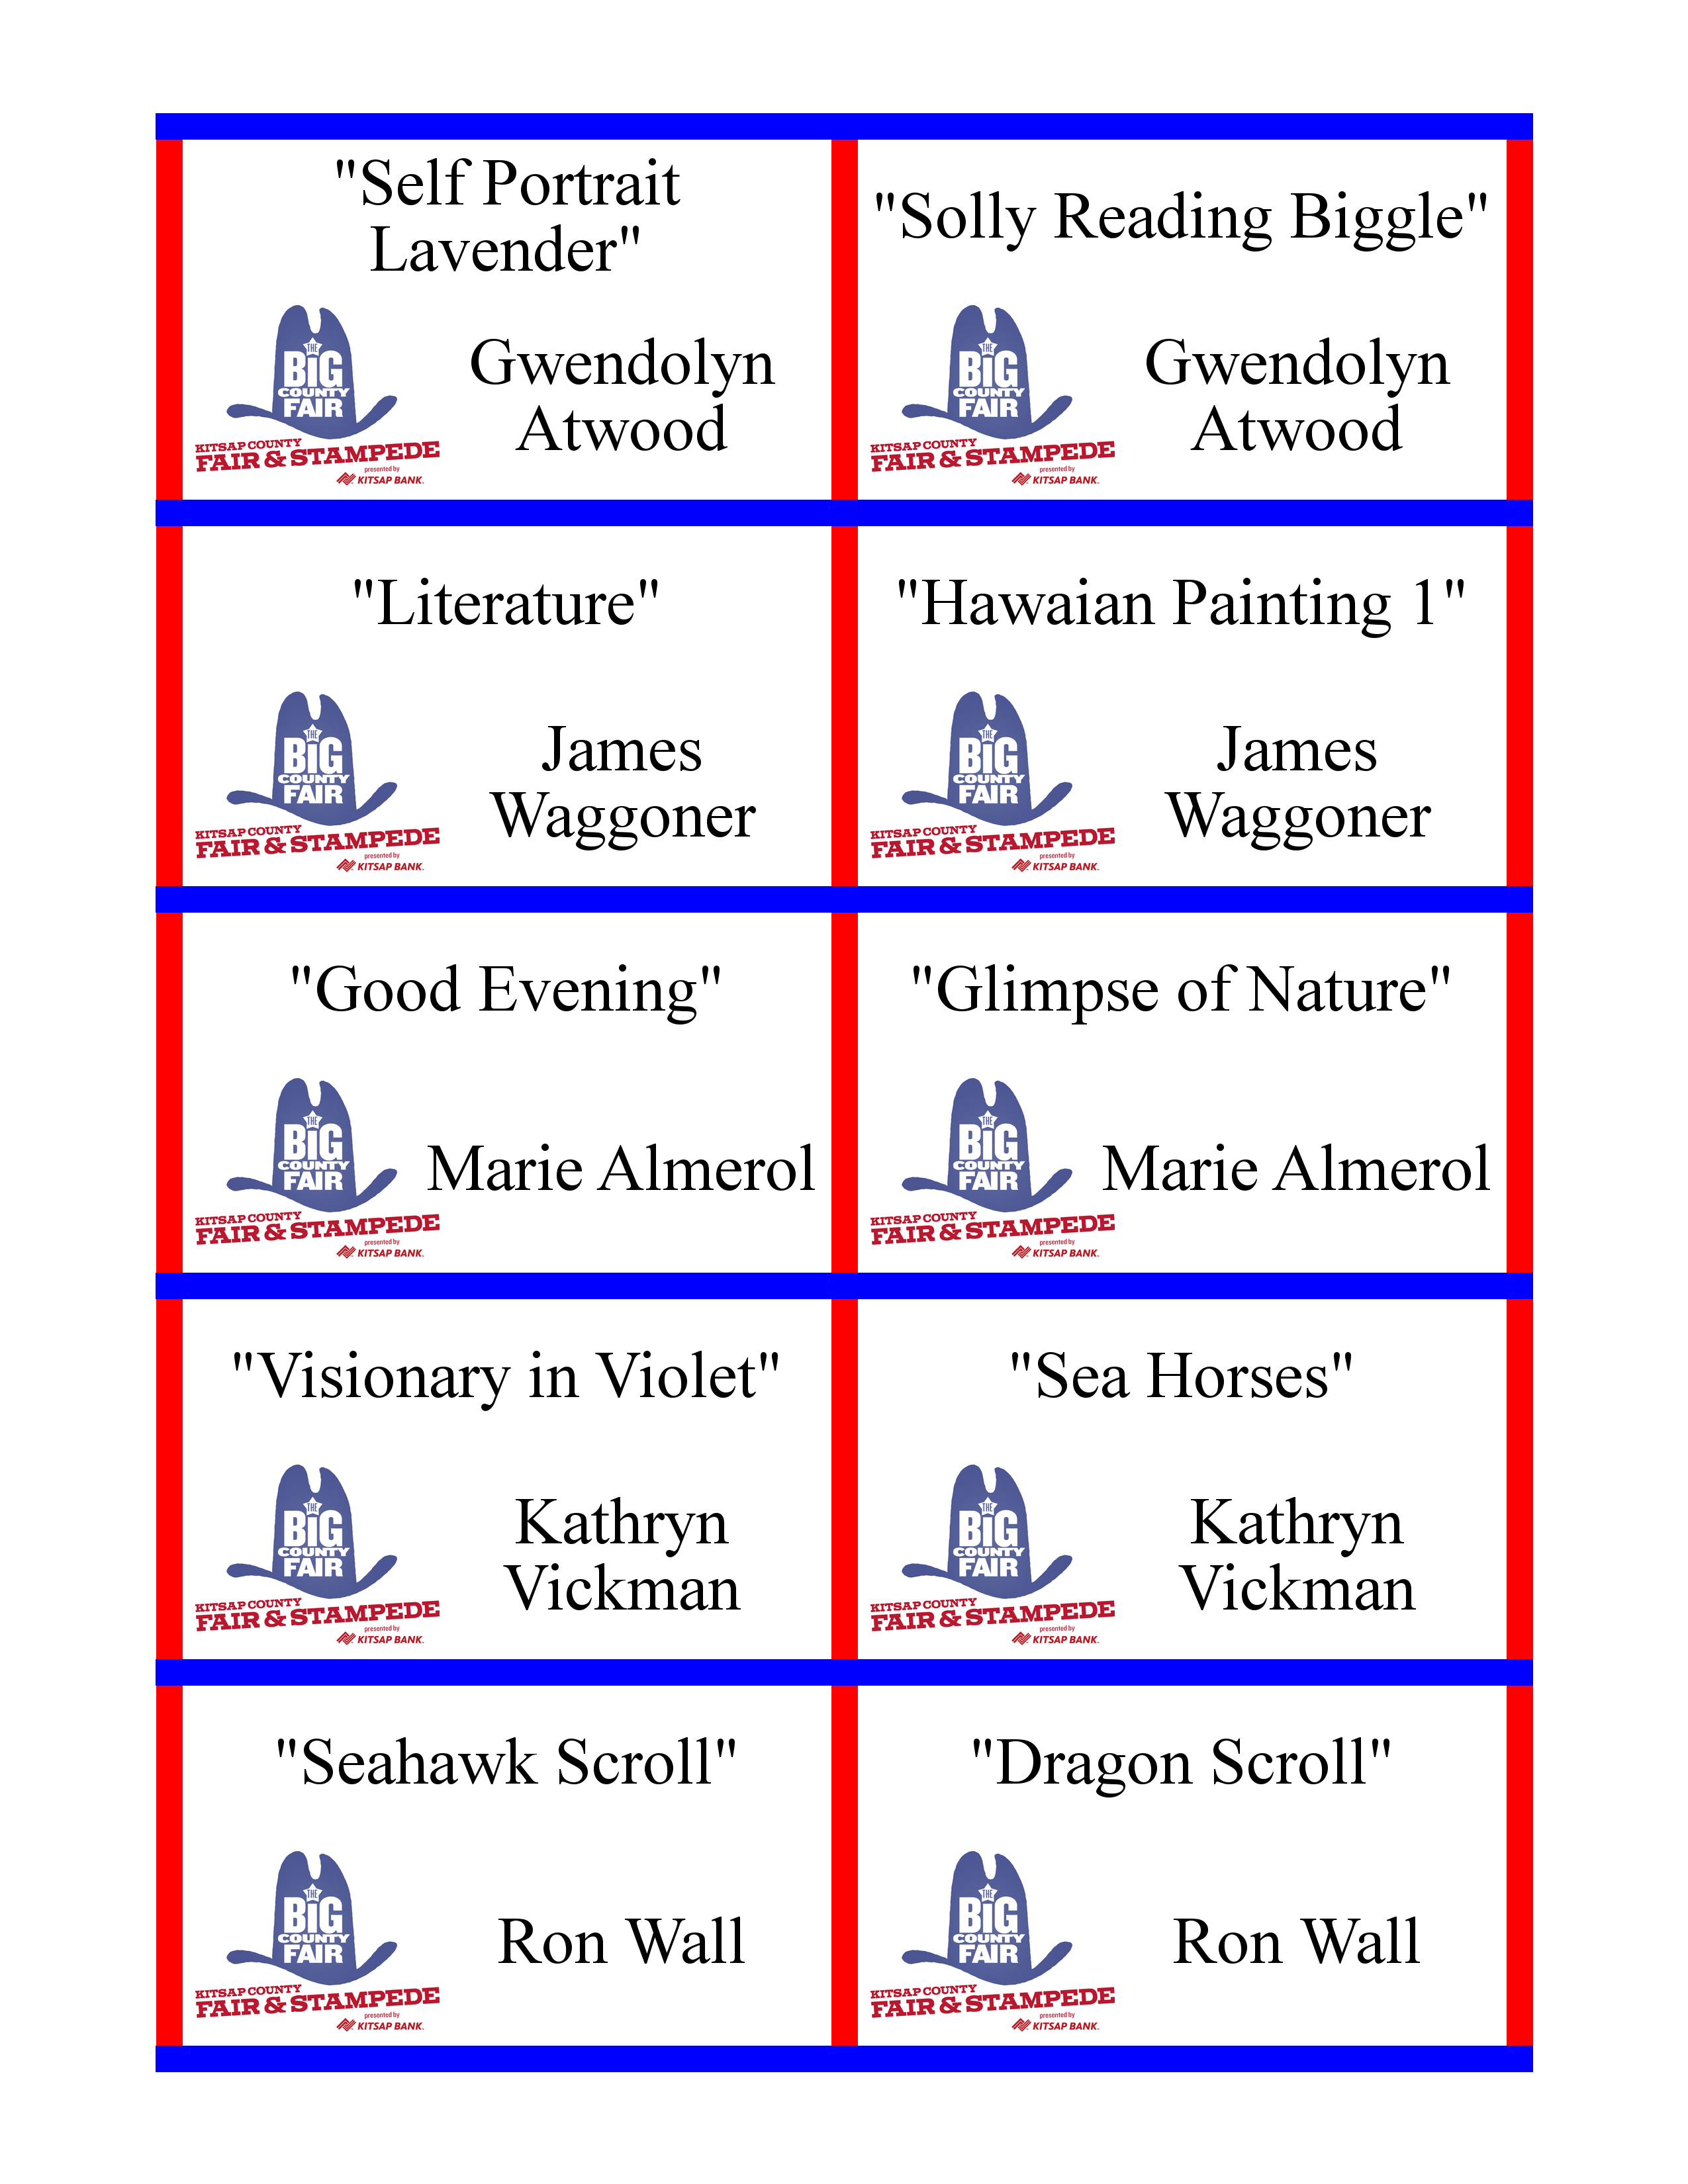 "Self Portrait
Lavender"
THE
BIG
COUNTY
FAIR
KITSAP COUNTY
FAIR & STAMPEDE
presented by
KITSAP BANK.
Gwendolyn
Atwood
"Solly Reading Biggle"
THE
BIG
COUNTY
FAIR
KITSAP COUNTY
FAIR & STAMPEDE
presented by
KITSAP BANK.
Gwendolyn
Atwood
"Literature"
THE
BIG
COUNTY
FAIR
KITSAP COUNTY
FAIR & STAMPEDE
presented by
KITSAP BANK.
James
Waggoner
"Hawaian Painting 1"
THE
BIG
COUNTY
FAIR
KITSAP COUNTY
FAIR & STAMPEDE
presented by
KITSAP BANK.
James
Waggoner
"Good Evening"
THE
BIG
COUNTY
FAIR
KITSAP COUNTY
FAIR & STAMPEDE
presented by
KITSAP BANK.
Marie Almerol
"Glimpse of Nature"
THE
BIG
COUNTY
FAIR
KITSAP COUNTY
FAIR & STAMPEDE
presented by
KITSAP BANK.
Marie Almerol
"Visionary in Violet"
THE
BIG
COUNTY
FAIR
KITSAP COUNTY
FAIR & STAMPEDE
presented by
KITSAP BANK.
Kathryn
Vickman
"Sea Horses"
THE
BIG
COUNTY
FAIR
KITSAP COUNTY
FAIR & STAMPEDE
presented by
KITSAP BANK.
Kathryn
Vickman
"Seahawk Scroll"
THE
BIG
COUNTY
FAIR
KITSAP COUNTY
FAIR & STAMPEDE
presented by
KITSAP BANK.
Ron Wall
"Dragon Scroll"
THE
BIG
COUNTY
FAIR
KITSAP COUNTY
FAIR & STAMPEDE
presented by
KITSAP BANK.
Ron Wall